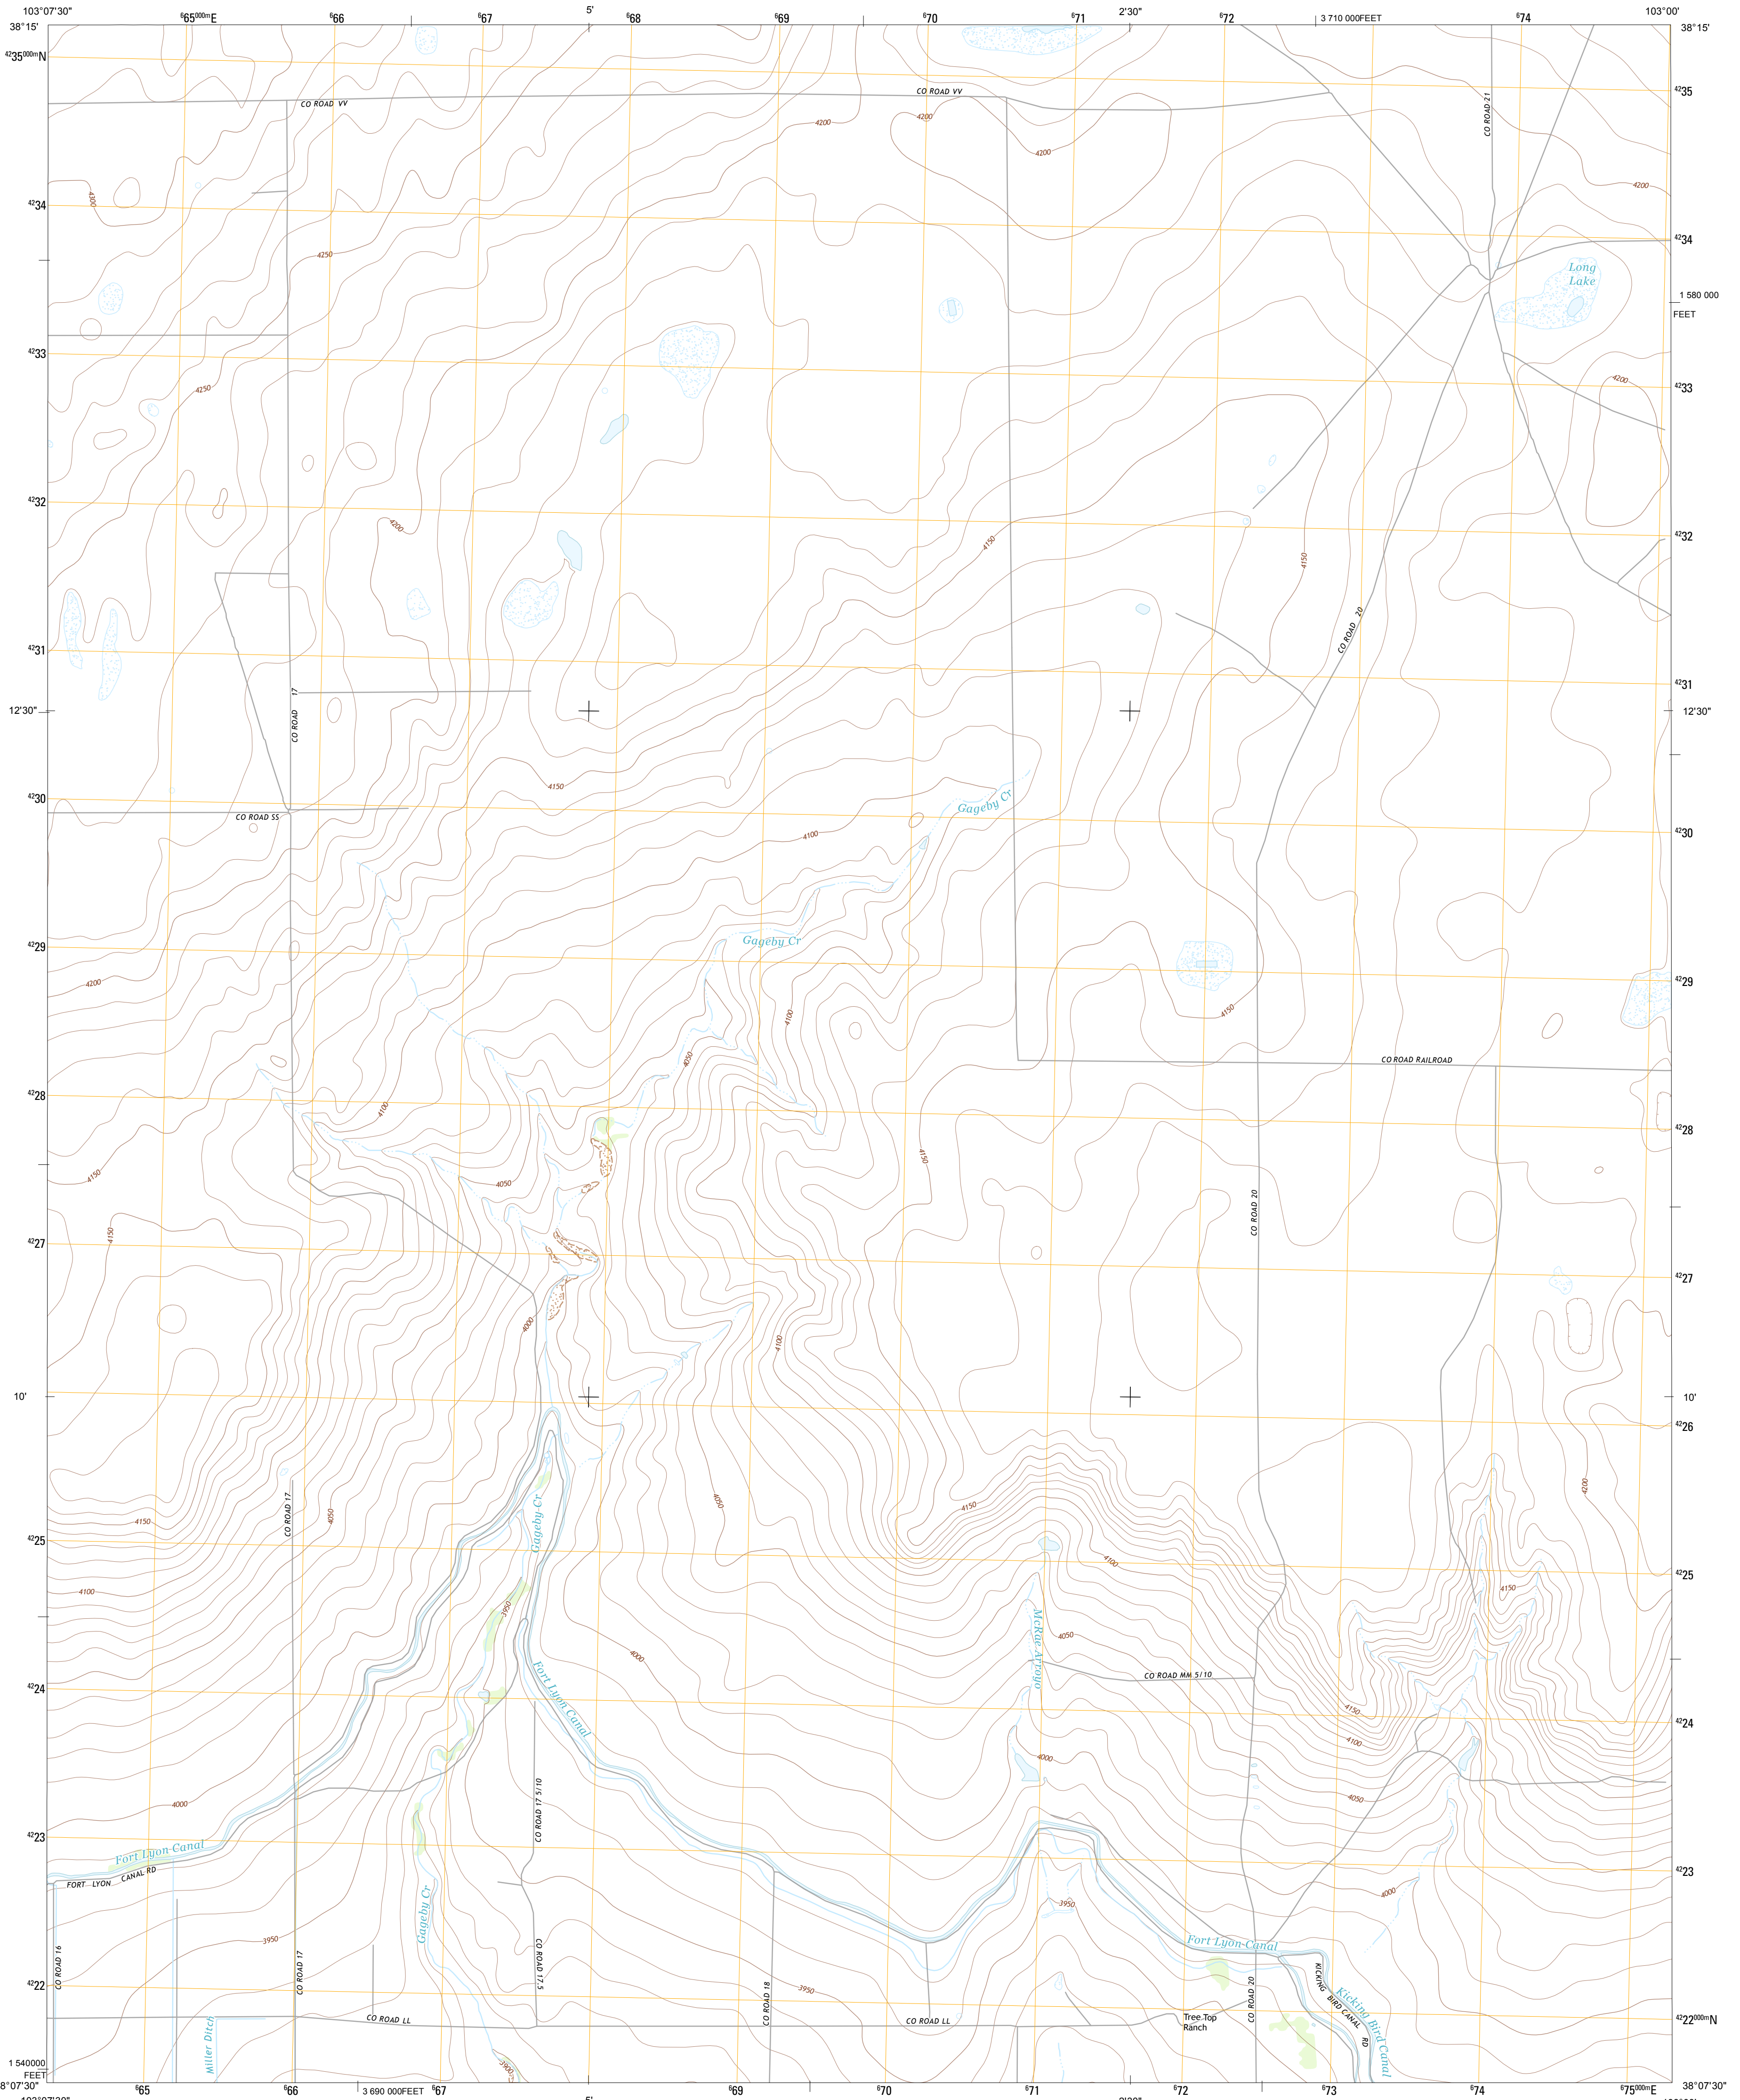 103°07'30"
⁶65⁰⁰⁰ᵐE
⁶66
⁶67
5'
⁶68
⁶69
⁶70
⁶71
2'30"
⁶72
3 710 000FEET
⁶74
103°00'
38°15'
38°15'
⁴²35⁰⁰⁰ᵐN
⁴²35
CO ROAD VV
CO ROAD VV
CO ROAD 21
4200
4200
4200
4200
4300
⁴²34
⁴²34
4250
Long
Lake
1 580 000
FEET
⁴²33
⁴²33
4250
4200
⁴²32
⁴²32
4200
4150
4150
CO ROAD 20
⁴²31
⁴²31
CO ROAD 17
12'30"
12'30"
4150
⁴²30
⁴²30
Gageby Cr
CO ROAD SS
4100
⁴²29
⁴²29
Gageby Cr
4200
4100
4150
4050
CO ROAD RAILROAD
⁴²28
⁴²28
4100
4150
4150
4050
CO ROAD 20
4150
⁴²27
⁴²27
4000
4100
10'
10'
⁴²26
4200
4050
4150
4150
CO ROAD 17
4050
Gageby Cr
⁴²25
⁴²25
4100
4100
4150
3950
McRae Arroyo
4050
4000
Fort Lyon Canal
CO ROAD MM 5/10
⁴²24
⁴²24
4150
4100
4000
4050
4000
CO ROAD 17 5/10
⁴²23
⁴²23
Fort Lyon Canal
FORT LYON CANAL RD
4000
3950
Gageby Cr
3950
Fort Lyon Canal
CO ROAD 16
CO ROAD 17
CO ROAD 17.5
CO ROAD 18
CO ROAD 20
KICKING BIRD CANAL RD
Kicking Bird Canal
⁴²22
3950
CO ROAD LL
CO ROAD LL
Tree Top
Ranch
⁴²22⁰⁰⁰ᵐN
Miller Ditch
3900
1 540000
FEET
8°07'30"
38°07'30"
⁶65
⁶66
3 690 000FEET
⁶67
5'
⁶69
⁶70
⁶71
⁶72
⁶73
⁶74
⁶75⁰⁰⁰ᵐE